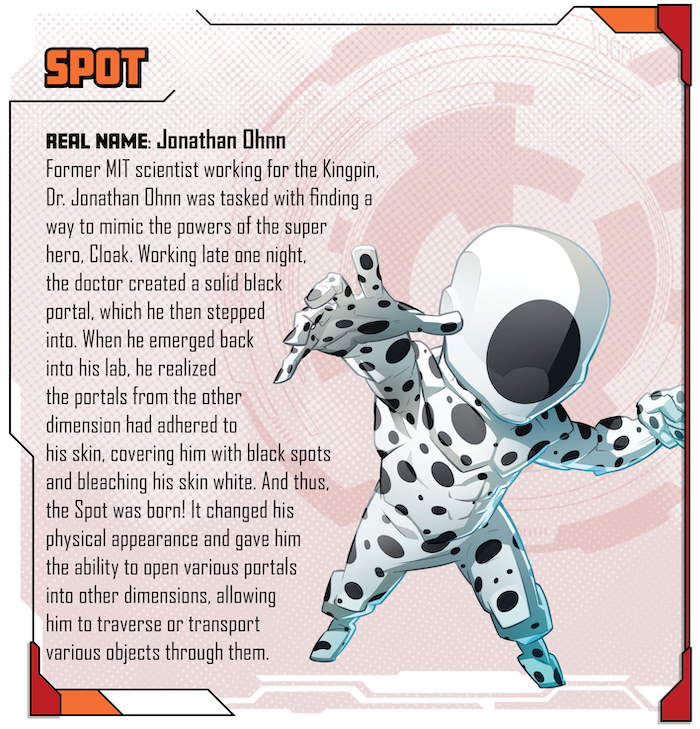 SPOT
REAL NAME: Jonathan Ohnn
Former MIT scientist working for the Kingpin,
Dr. Jonathan Ohnn was tasked with finding a
way to mimic the powers of the super
hero, Cloak. Working late one night,
the doctor created a solid black
portal, which he then stepped
into. When he emerged back
into his lab, he realized
the portals from the other
dimension had adhered to
his skin, covering him with black spots
and bleaching his skin white. And thus,
the Spot was born! It changed his
physical appearance and gave him
the ability to open various portals
into other dimensions, allowing
him to traverse or transport
various objects through them.